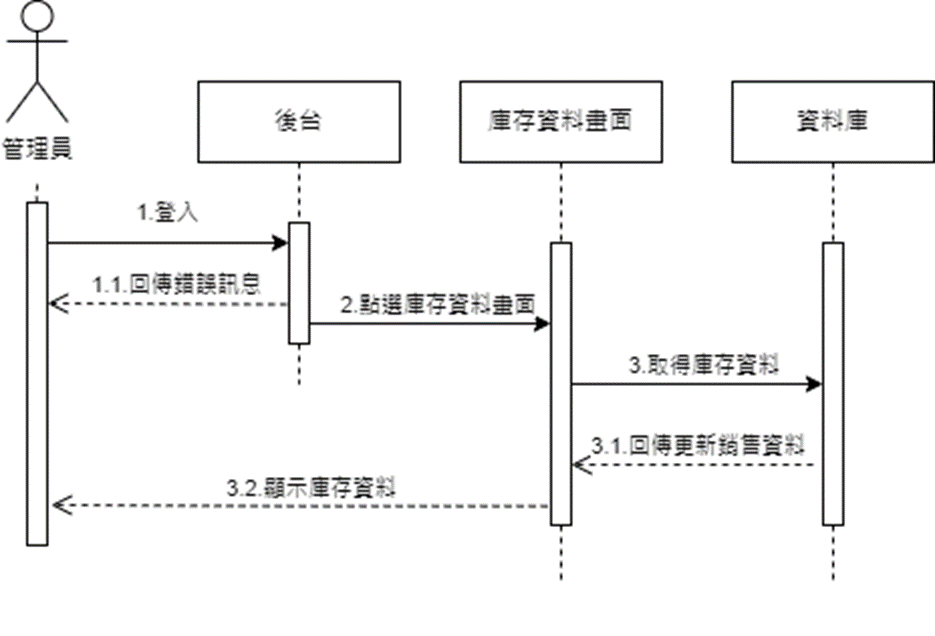 管理員
後台
庫存資料畫面
資料庫
1.登入
1.1.回傳錯誤訊息
2.點選庫存資料畫面
3.取得庫存資料
3.1.回傳更新銷售資料
3.2.顯示庫存資料